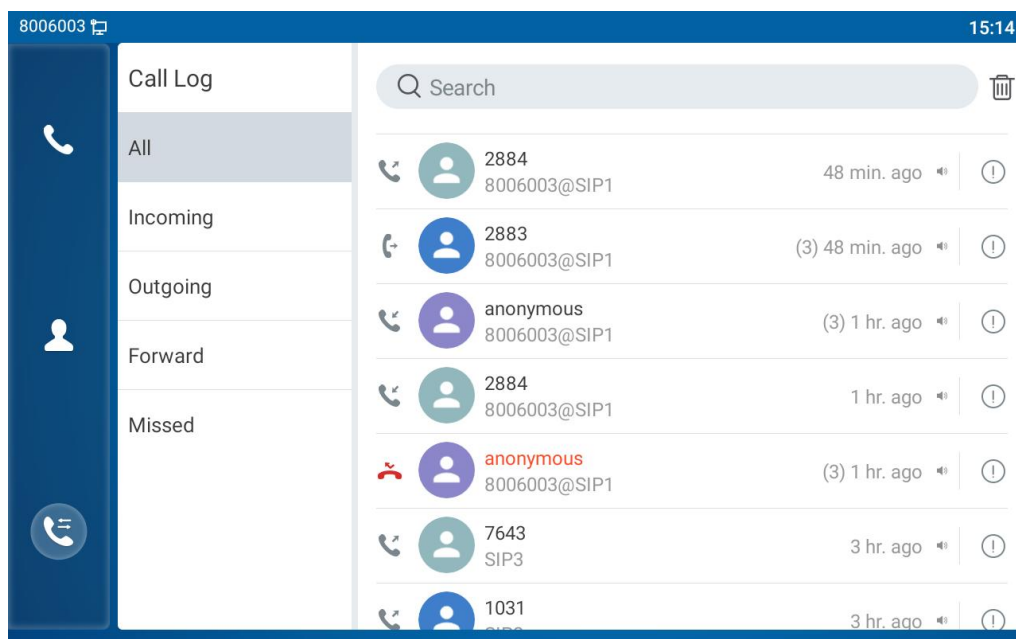 8006003
15:14
Call Log
All
Incoming
Outgoing
Forward
Missed
Search
2884
8006003@SIP1
48 min. ago
2883
8006003@SIP1
(3) 48 min. ago
anonymous
8006003@SIP1
(3) 1 hr. ago
2884
8006003@SIP1
1 hr. ago
anonymous
8006003@SIP1
(3) 1 hr. ago
7643
SIP3
3 hr. ago
1031
3 hr. ago